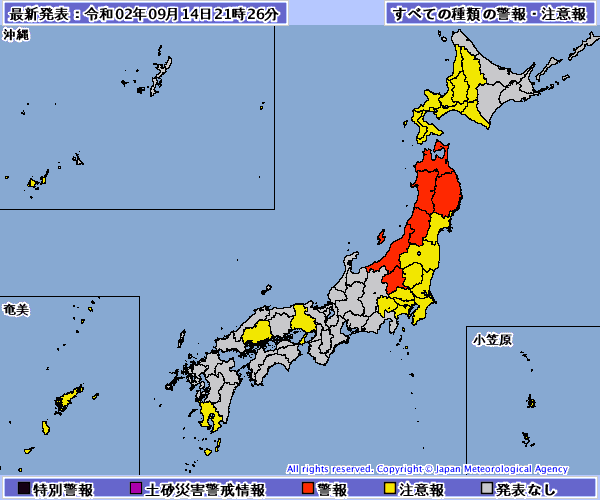 最新発表：令和02年09月14日21時26分
すべての種類の警報・注意報
沖縄
奄美
小笠原
All rights reserved. Copyright © Japan Meteorological Agency
特別警報 土砂災害警戒情報 警報 注意報 発表なし